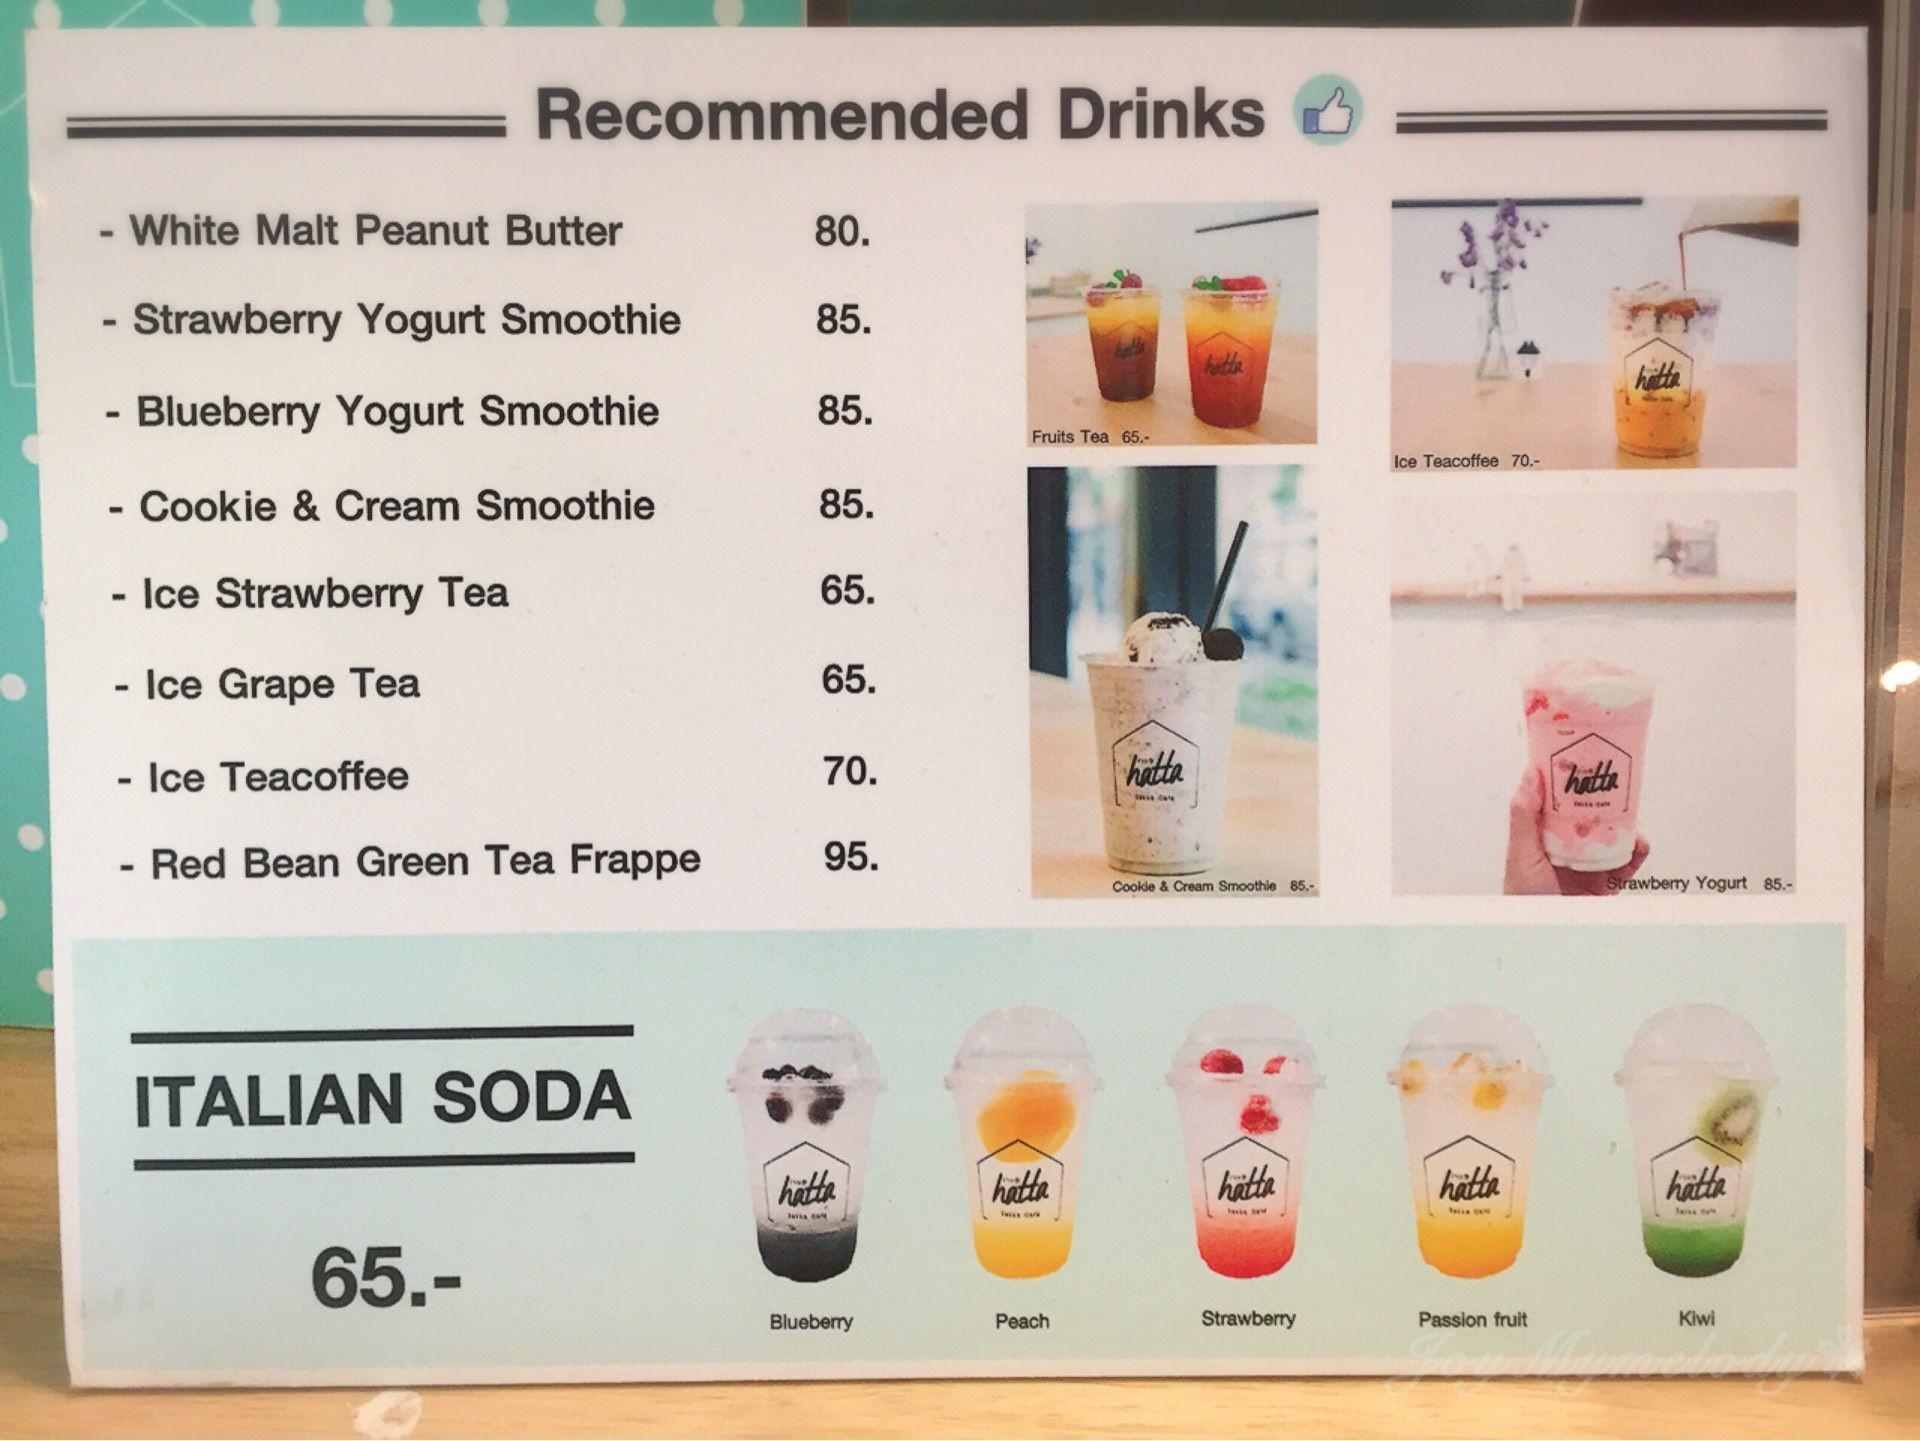 Recommended Drinks
- White Malt Peanut Butter 80.
- Strawberry Yogurt Smoothie 85.
- Blueberry Yogurt Smoothie 85.
- Cookie & Cream Smoothie 85.
- Ice Strawberry Tea 65.
- Ice Grape Tea 65.
- Ice Teacoffee 70.
- Red Bean Green Tea Frappe 95.
hatta
hatta
Fruits Tea 65.-
hatta
Ice Teacoffee 70.-
hatta
Cookie & Cream Smoothie 85.-
hatta
Strawberry Yogurt 85.-
ITALIAN SODA
65.-
hatta
hatta
hatta
hatta
hatta
Blueberry
Peach
Strawberry
Passion fruit
Kiwi
Joy Mymelody